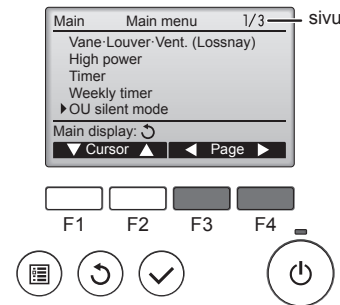 Main Main menu 1/3 sivu
Vane·Louver·Vent. (Lossnay)
High power
Timer
Weekly timer
OU silent mode
Main display:
▼ Cursor ▲ ◀ Page ▶
F1 F2 F3 F4